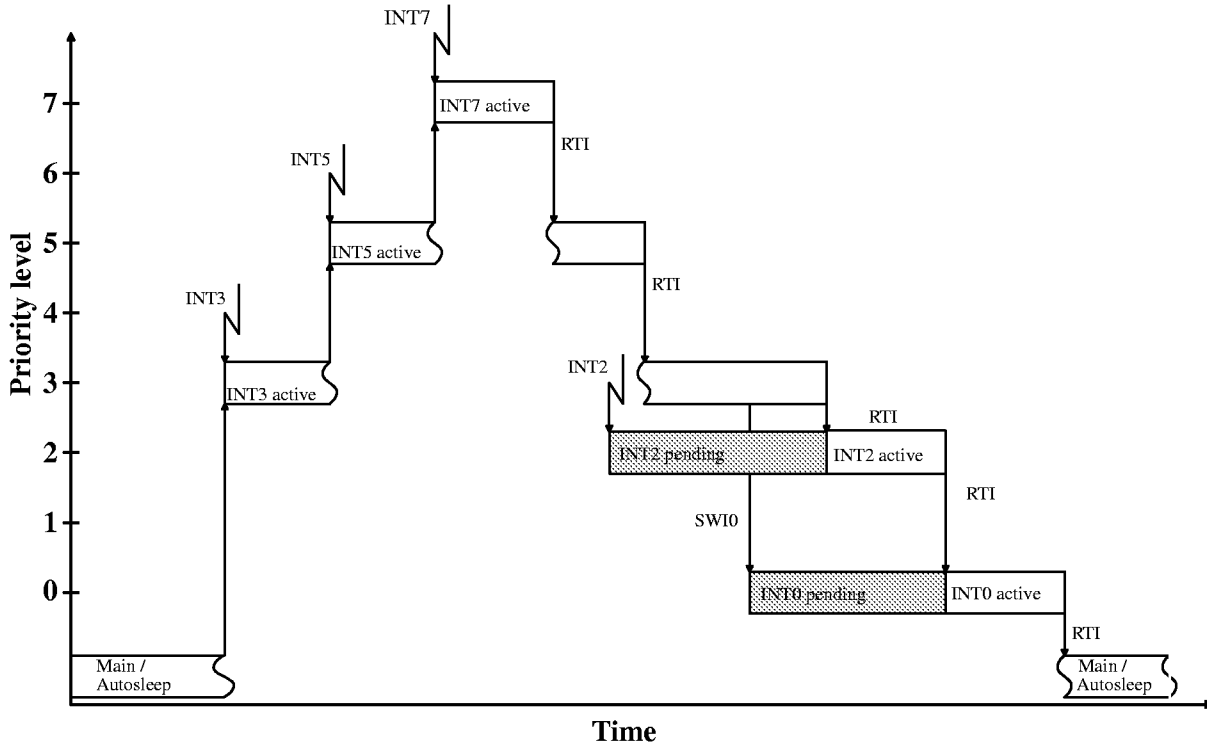 INT7
7
INT7 active
RTI
INT5
6
Priority level
5
INT5 active
RTI
INT3
4
INT2
3
INT3 active
RTI
2
INT2 pending
INT2 active
RTI
SWI0
1
0
INT0 pending
INT0 active
RTI
Main /
Autosleep
Main /
Autosleep
Time